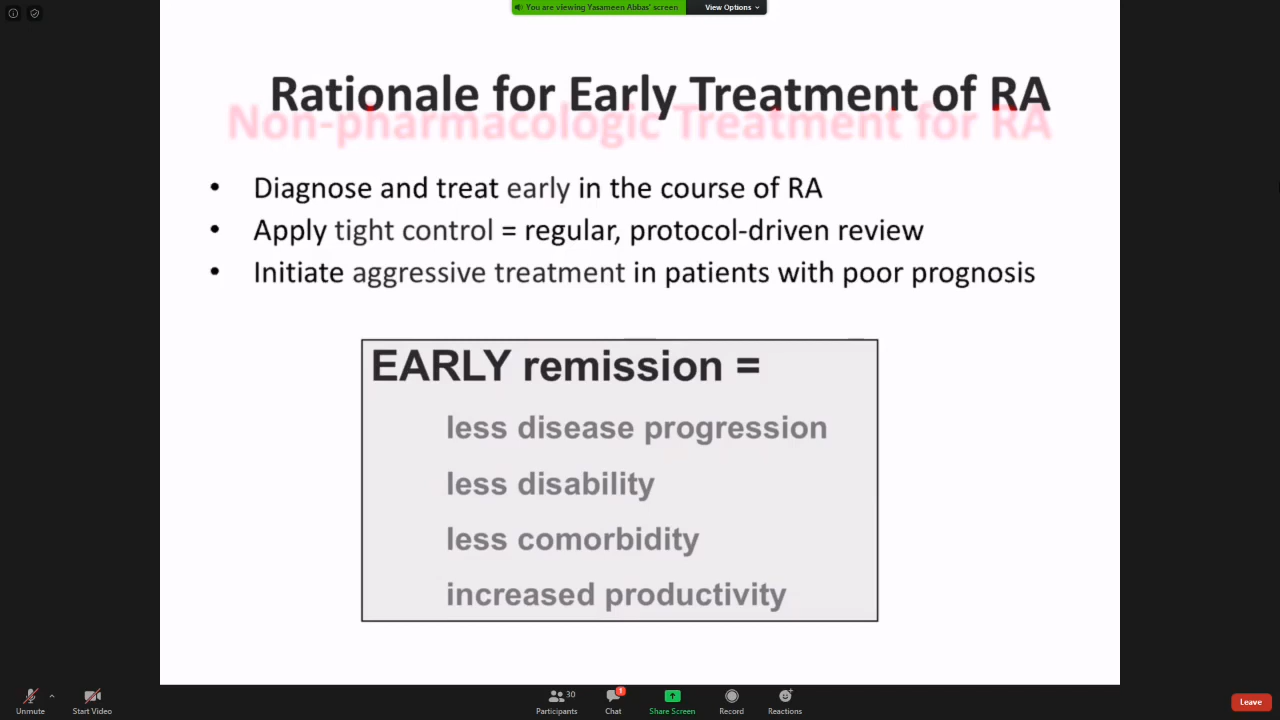 You are viewing Yasameen Abbas' screen
View Options
Rationale for Early Treatment of RA
Non-pharmacologic Treatment for RA
• Diagnose and treat early in the course of RA
• Apply tight control = regular, protocol-driven review
• Initiate aggressive treatment in patients with poor prognosis
EARLY remission =
less disease progression
less disability
less comorbidity
increased productivity
30
1
Unmute
Start Video
Participants
Chat
Share Screen
Record
Reactions
Leave